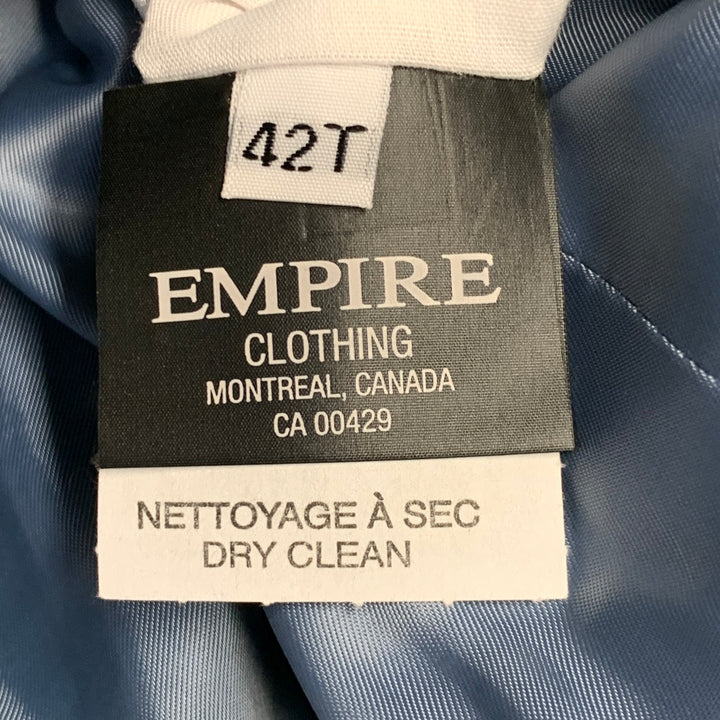 42T
EMPIRE
CLOTHING
MONTREAL, CANADA
CA 00429
NETTOYAGE À SEC
DRY CLEAN